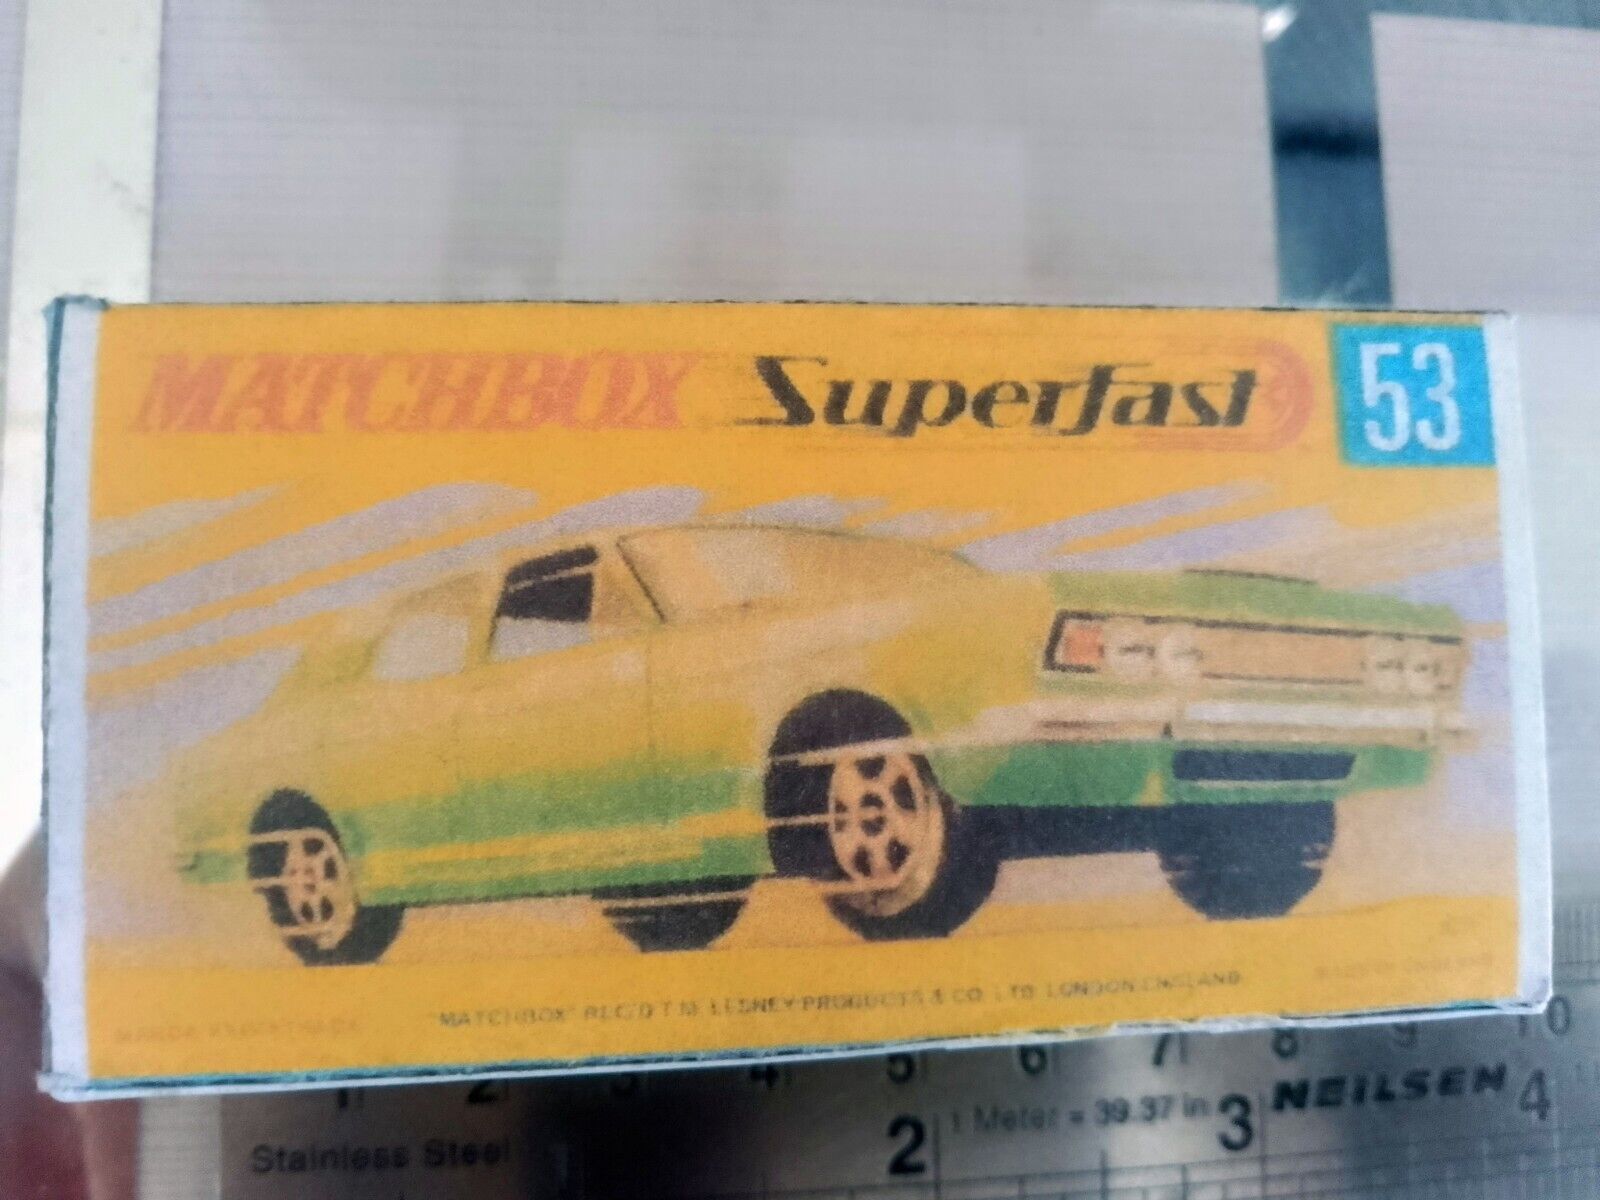 MATCHBOX Superfast 53
"MATCHBOX" REG'D T.M. LESNEY PRODUCTS & CO. LTD. LONDON ENGLAND
1 2 3 4 5 6 7 8 9 10
NEILSEN
2 1 Meter = 39.37 in 3 4
Stainless Steel